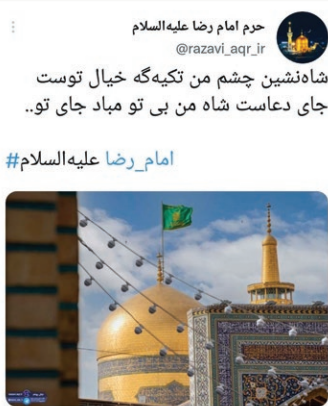 حرم امام رضا علیه‌السلام
@razavi_aqr_ir
شاه‌نشین چشم من تکیه‌گه خیال توست
جای دعاست شاه من بی تو مباد جای تو..
#امام_رضا علیه‌السلام